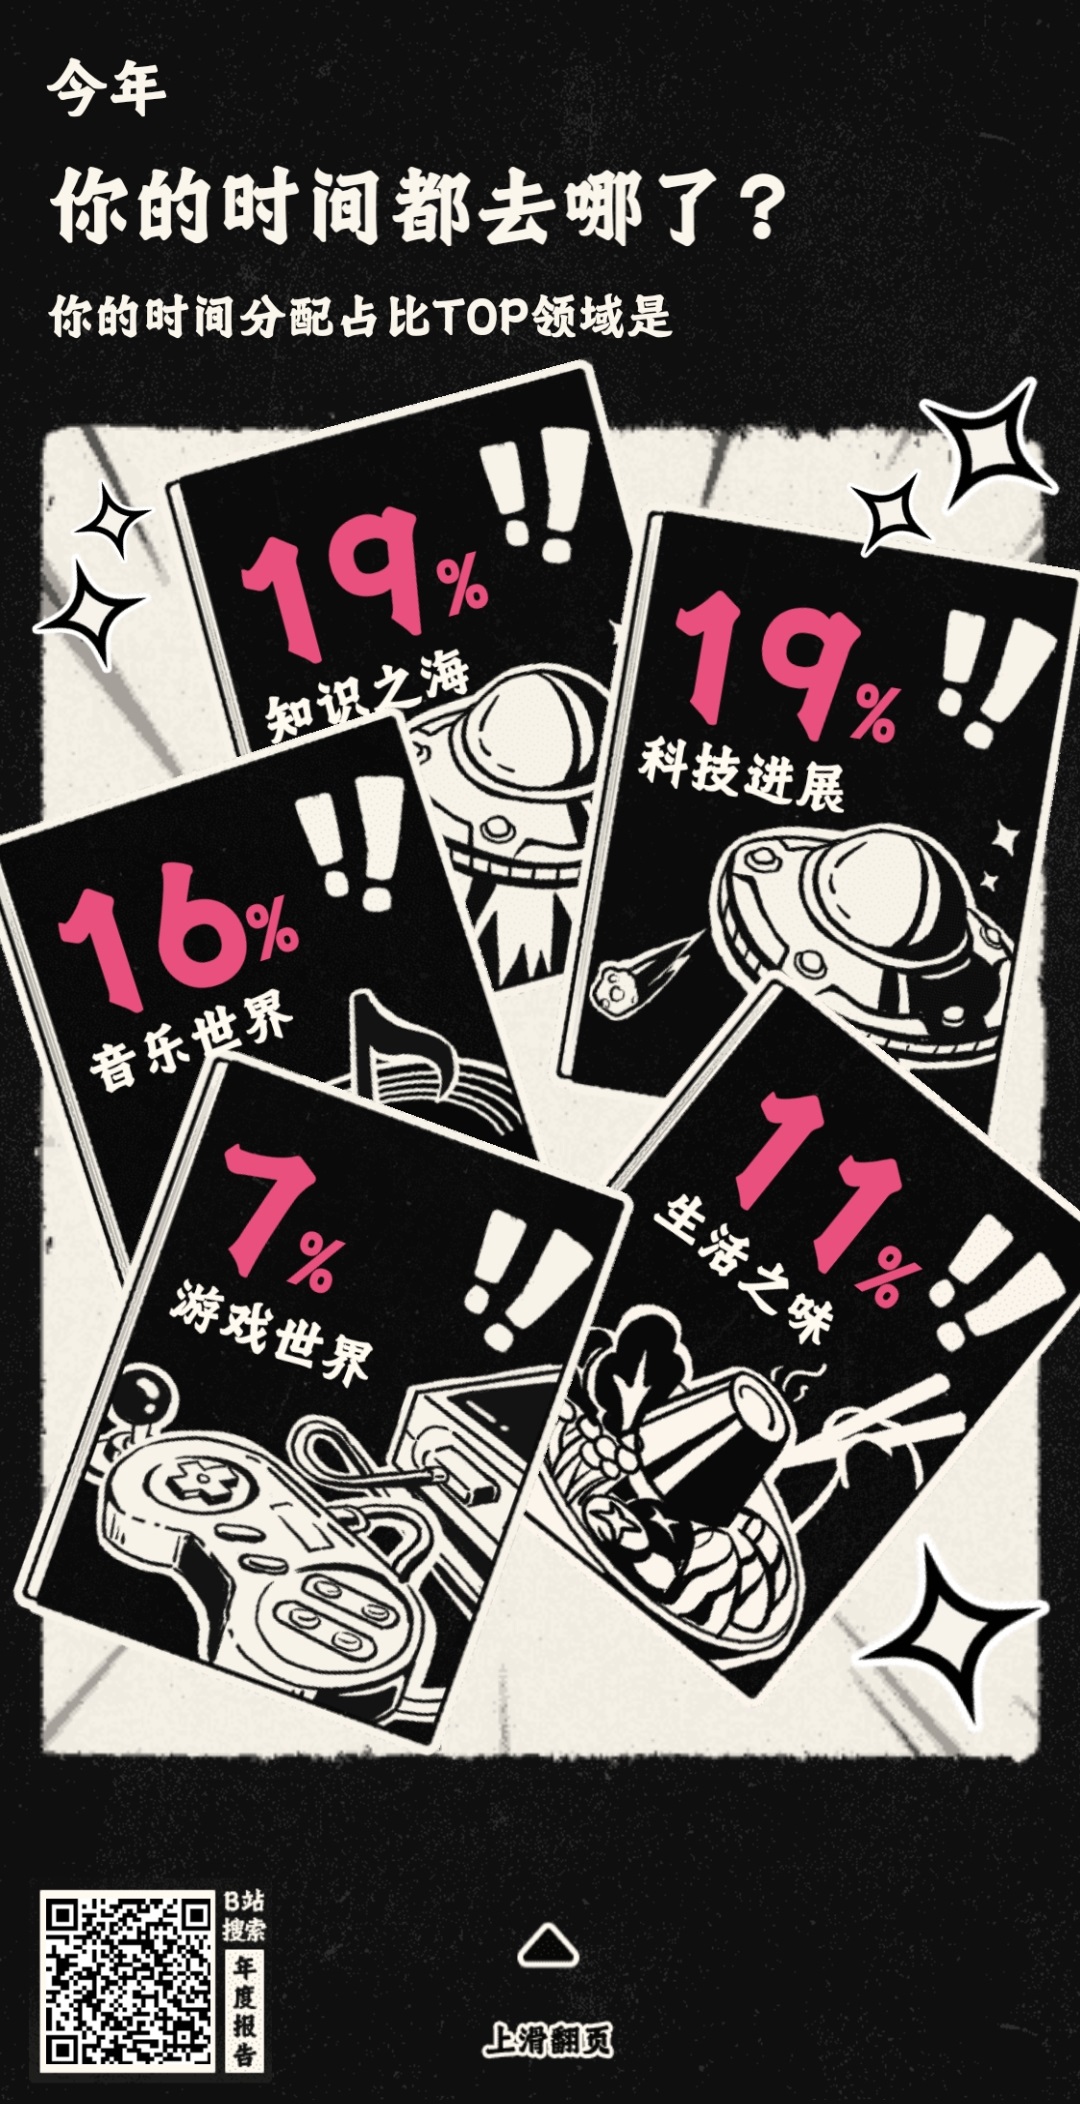 今年
你的时间都去哪了？
你的时间分配占比TOP领域是
19%
知识之海
19%
科技进展
16%
音乐世界
11%
生活之味
7%
游戏世界
B站
搜索
年度报告
上滑翻页